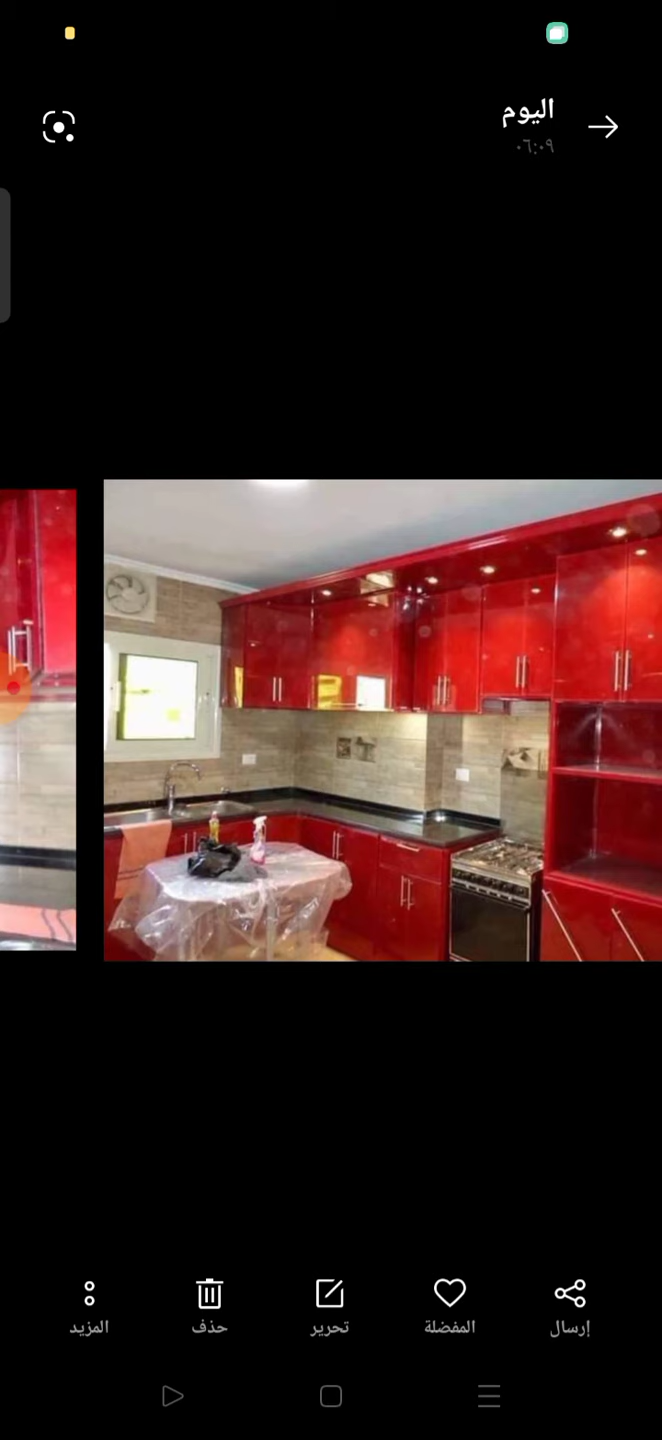 اليوم
٠٦:٠٩
إرسال
المفضلة
تحرير
حذف
المزيد